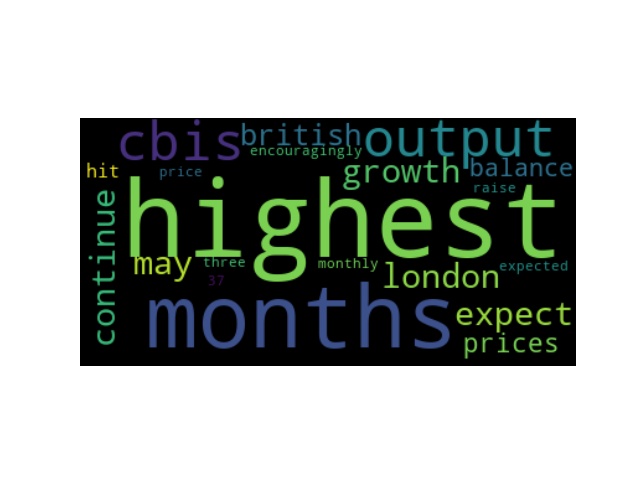 cbis british output
encouragingly
hit price growth balance
raise
highest
continue
may three monthly london expected
37
months expect
prices